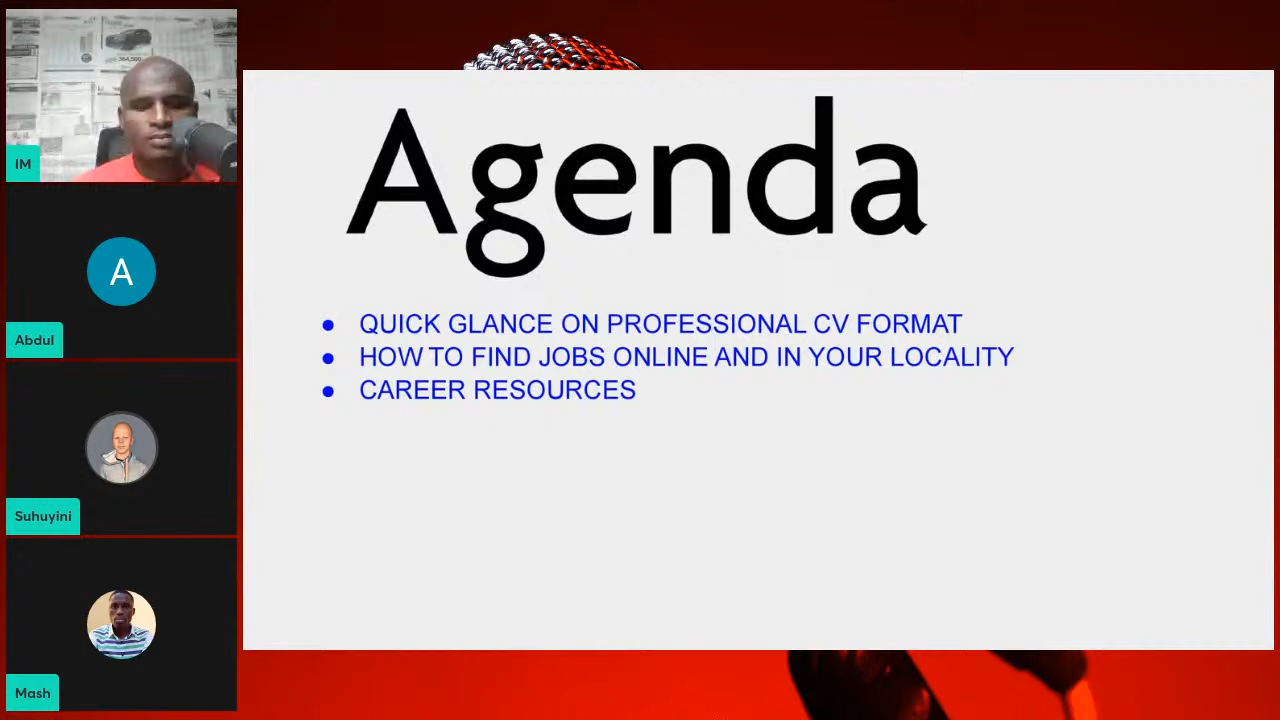 IM
A
Abdul
Suhuyini
Mash
Agenda
● QUICK GLANCE ON PROFESSIONAL CV FORMAT
● HOW TO FIND JOBS ONLINE AND IN YOUR LOCALITY
● CAREER RESOURCES